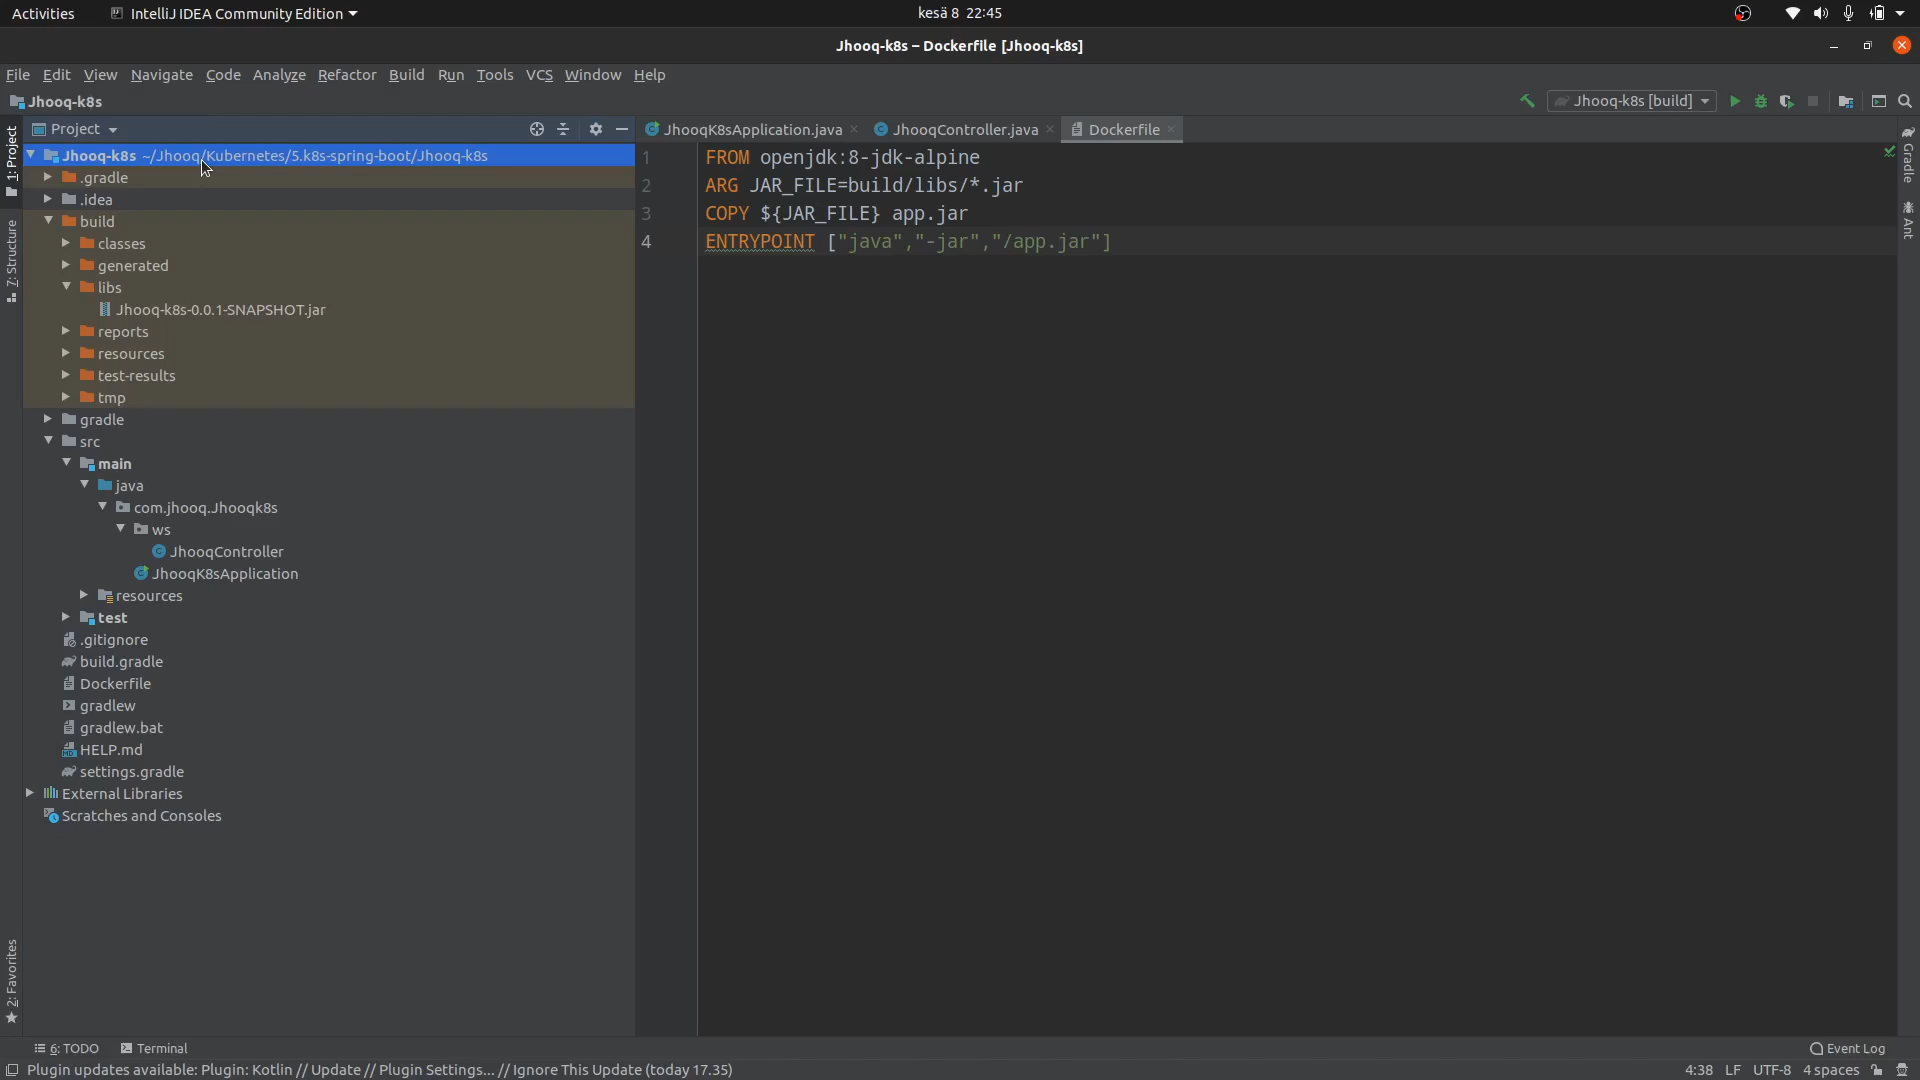 Activities IntelliJ IDEA Community Edition kesä 8 22:45
Jhooq-k8s – Dockerfile [Jhooq-k8s]
File Edit View Navigate Code Analyze Refactor Build Run Tools VCS Window Help
Jhooq-k8s Jhooq-k8s [build]
Project JhooqK8sApplication.java JhooqController.java Dockerfile
1: Project
Z: Structure
2: Favorites
Jhooq-k8s ~/Jhooq/Kubernetes/5.k8s-spring-boot/Jhooq-k8s
.gradle
.idea
build
classes
generated
libs
Jhooq-k8s-0.0.1-SNAPSHOT.jar
reports
resources
test-results
tmp
gradle
src
main
java
com.jhooq.Jhooqk8s
ws
JhooqController
JhooqK8sApplication
resources
test
.gitignore
build.gradle
Dockerfile
gradlew
gradlew.bat
HELP.md
settings.gradle
External Libraries
Scratches and Consoles
1 FROM openjdk:8-jdk-alpine
2 ARG JAR_FILE=build/libs/*.jar
3 COPY ${JAR_FILE} app.jar
4 ENTRYPOINT ["java","-jar","/app.jar"]
Gradle
Ant
6: TODO Terminal Event Log
Plugin updates available: Plugin: Kotlin // Update // Plugin Settings... // Ignore This Update (today 17.35) 4:38 LF UTF-8 4 spaces